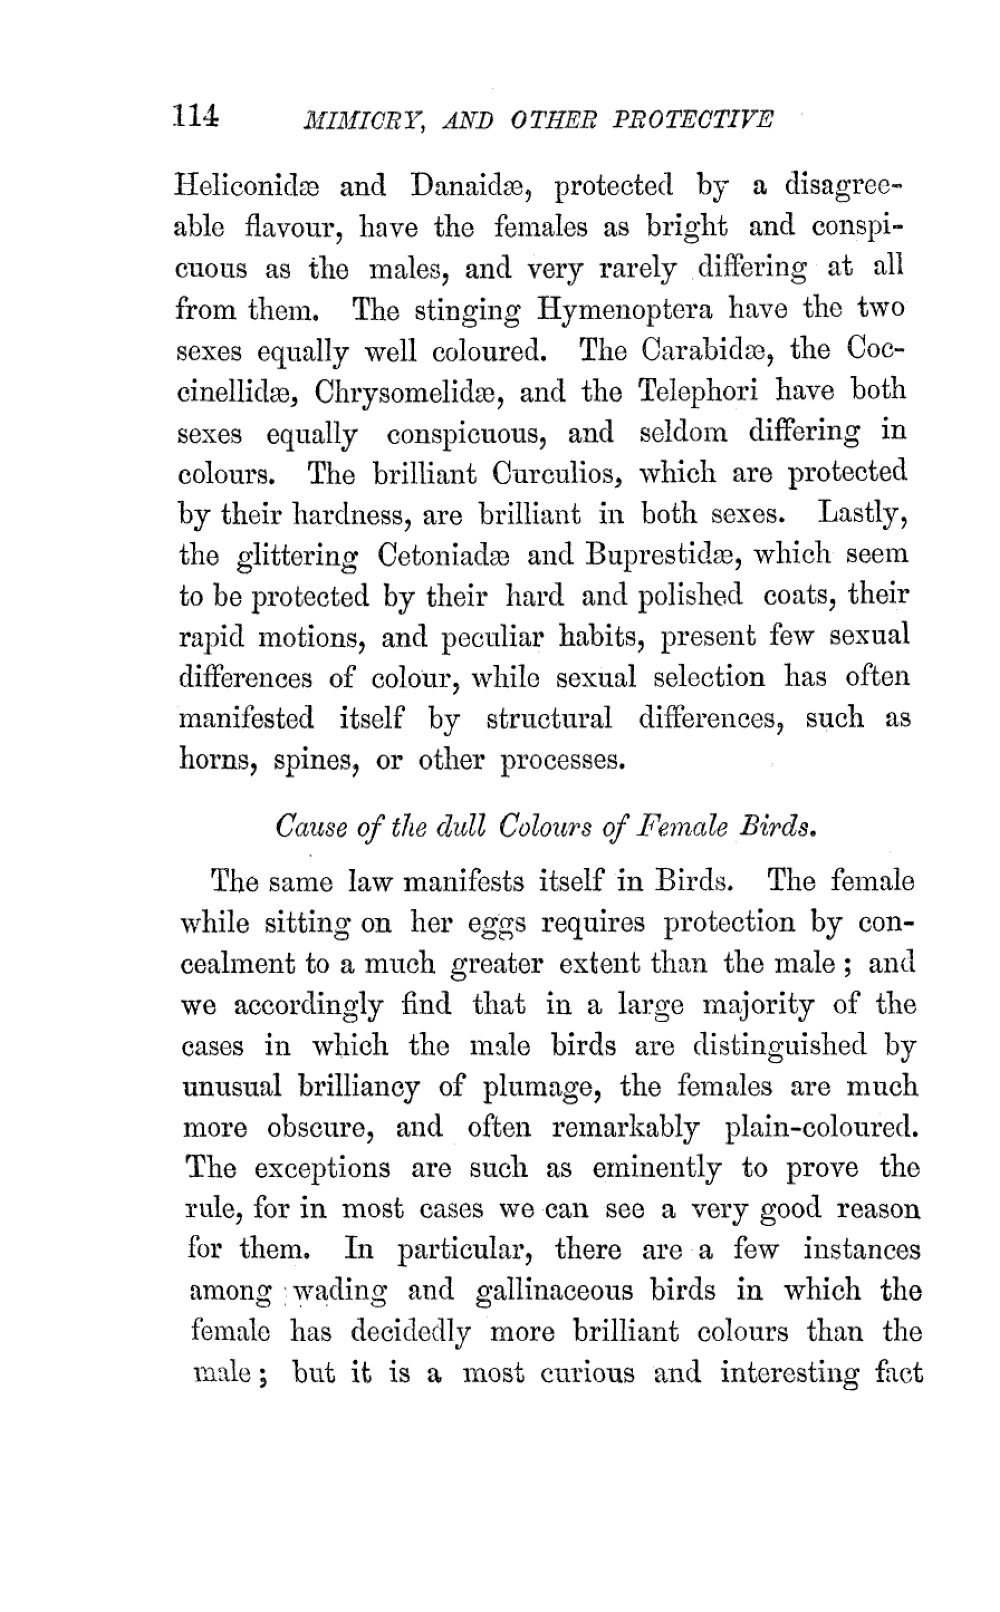 114 MIMICRY, AND OTHER PROTECTIVE
Heliconidæ and Danaidæ, protected by a disagree-
able flavour, have the females as bright and conspi-
cuous as the males, and very rarely differing at all
from them. The stinging Hymenoptera have the two
sexes equally well coloured. The Carabidæ, the Coc-
cinellidæ, Chrysomelidæ, and the Telephori have both
sexes equally conspicuous, and seldom differing in
colours. The brilliant Curculios, which are protected
by their hardness, are brilliant in both sexes. Lastly,
the glittering Cetoniadæ and Buprestidæ, which seem
to be protected by their hard and polished coats, their
rapid motions, and peculiar habits, present few sexual
differences of colour, while sexual selection has often
manifested itself by structural differences, such as
horns, spines, or other processes.
Cause of the dull Colours of Female Birds.
The same law manifests itself in Birds. The female
while sitting on her eggs requires protection by con-
cealment to a much greater extent than the male; and
we accordingly find that in a large majority of the
cases in which the male birds are distinguished by
unusual brilliancy of plumage, the females are much
more obscure, and often remarkably plain-coloured.
The exceptions are such as eminently to prove the
rule, for in most cases we can see a very good reason
for them. In particular, there are a few instances
among wading and gallinaceous birds in which the
female has decidedly more brilliant colours than the
male; but it is a most curious and interesting fact